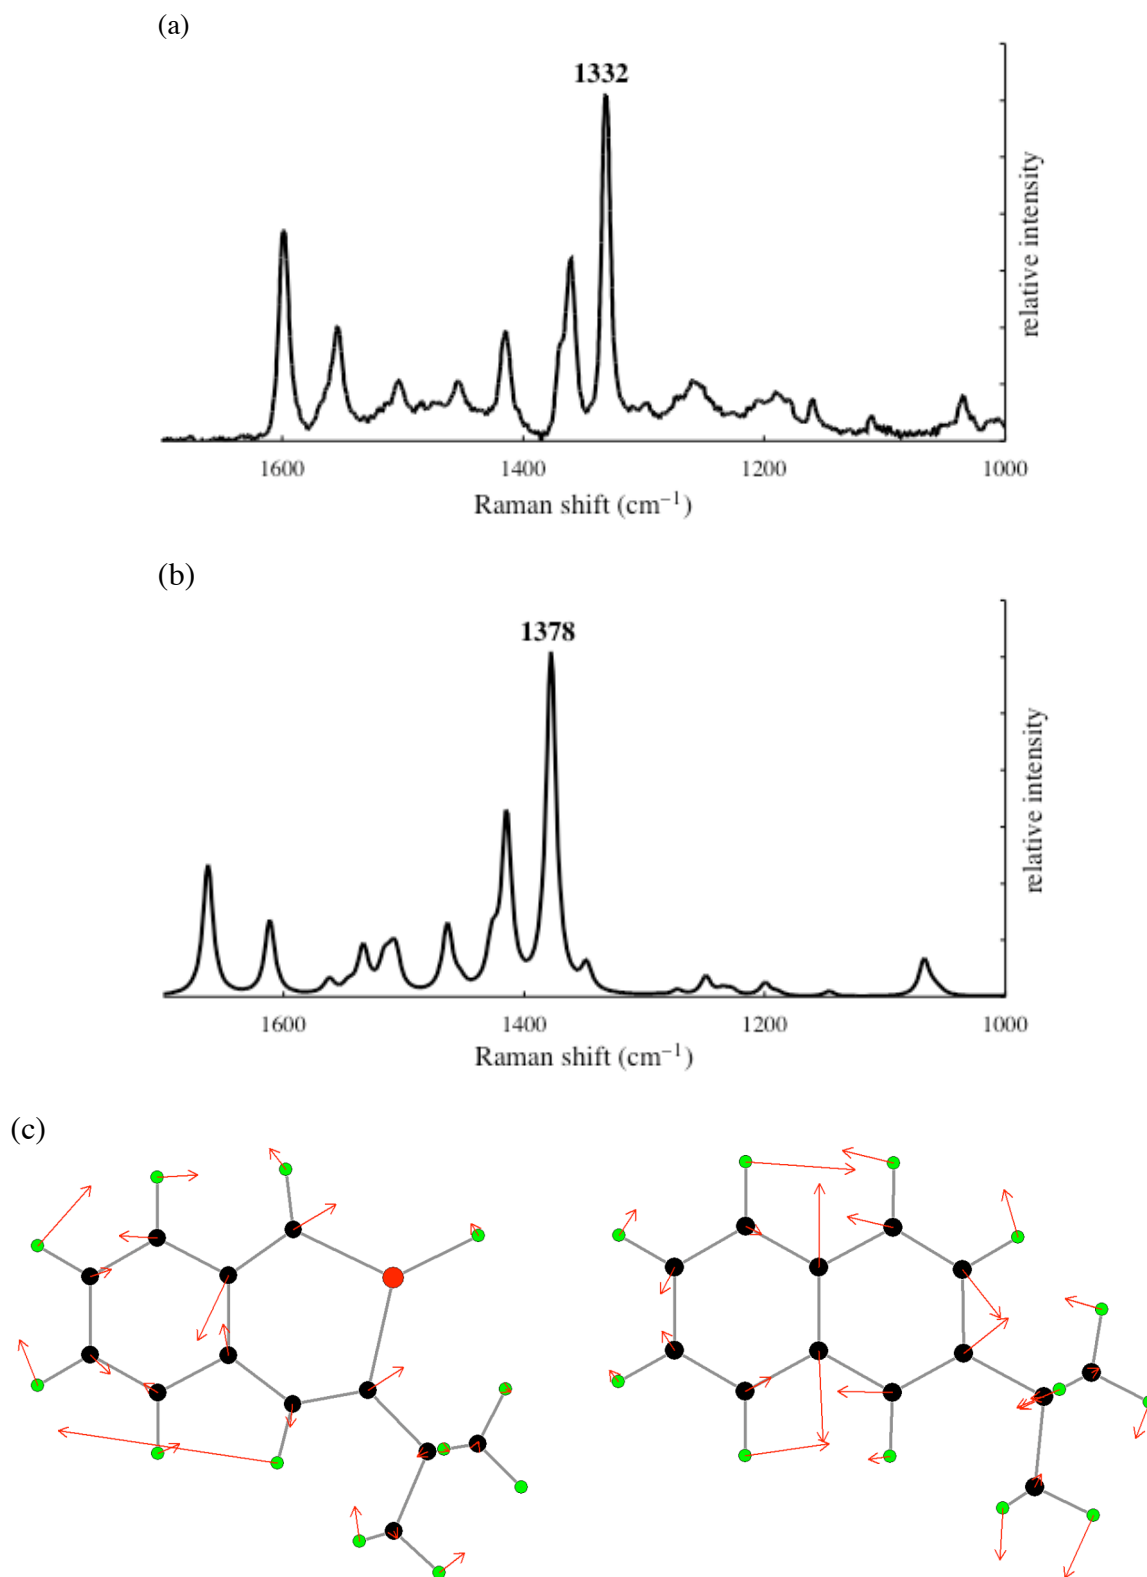 (a)
1332
relative intensity
1600 1400 1200 1000
Raman shift (cm⁻¹)
(b)
1378
relative intensity
1600 1400 1200 1000
Raman shift (cm⁻¹)
(c)